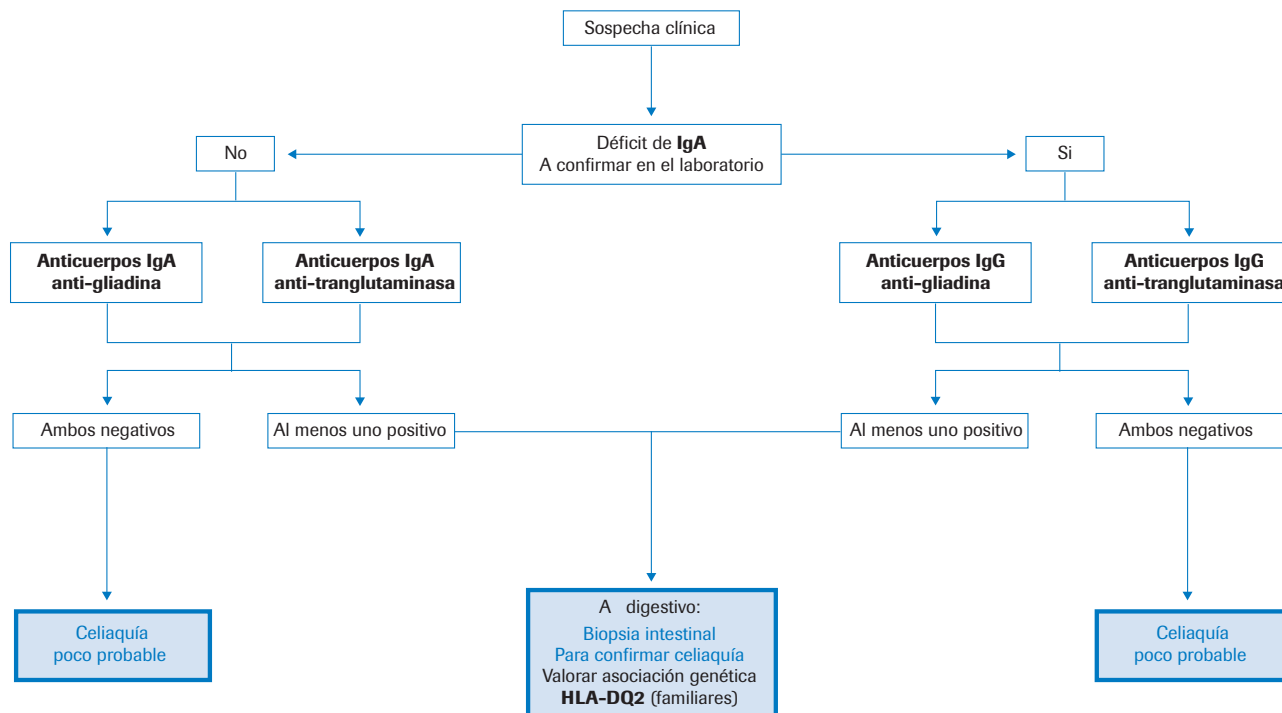 Sospecha clínica
Déficit de IgA
A confirmar en el laboratorio
No
Si
Anticuerpos IgA
anti-gliadina
Anticuerpos IgA
anti-tranglutaminasa
Anticuerpos IgG
anti-gliadina
Anticuerpos IgG
anti-tranglutaminasa
Ambos negativos
Al menos uno positivo
Al menos uno positivo
Ambos negativos
Celiaquía
poco probable
A digestivo:
Biopsia intestinal
Para confirmar celiaquía
Valorar asociación genética
HLA-DQ2 (familiares)
Celiaquía
poco probable